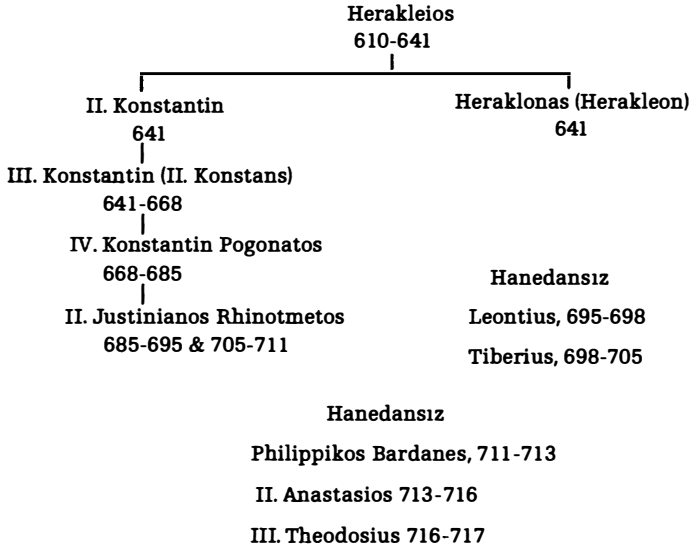 Herakleios
610-641
II. Konstantin
641
Heraklonas (Herakleon)
641
III. Konstantin (II. Konstans)
641-668
IV. Konstantin Pogonatos
668-685
II. Justinianos Rhinotmetos
685-695 & 705-711
Hanedansız
Leontius, 695-698
Tiberius, 698-705
Hanedansız
Philippikos Bardanes, 711-713
II. Anastasios 713-716
III. Theodosius 716-717